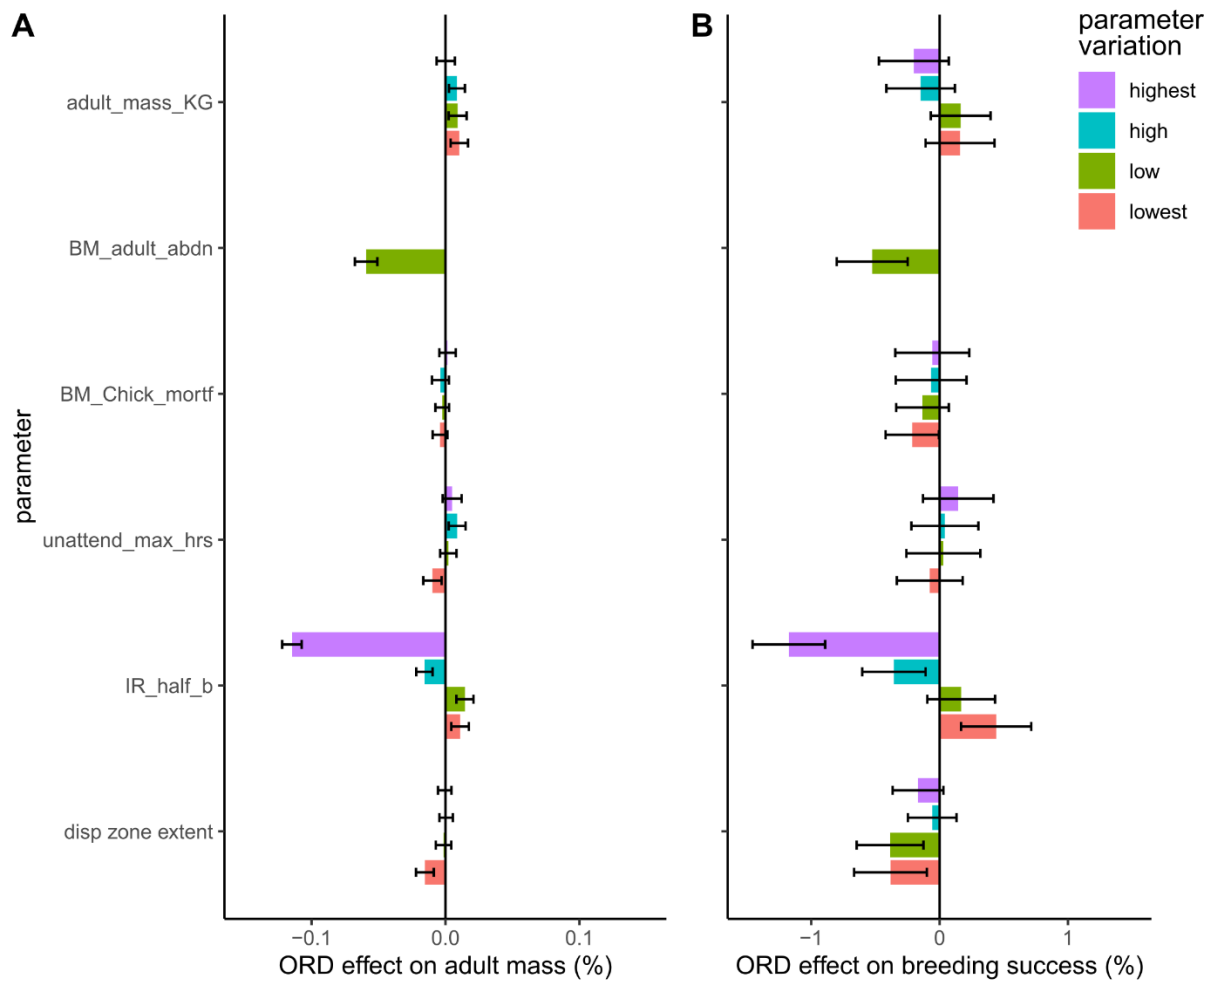 A
B
parameter
variation
highest
high
low
lowest
adult_mass_KG
BM_adult_abdn
BM_Chick_mortf
unattend_max_hrs
IR_half_b
disp zone extent
parameter
−0.1 0.0 0.1
−1 0 1
ORD effect on adult mass (%)
ORD effect on breeding success (%)